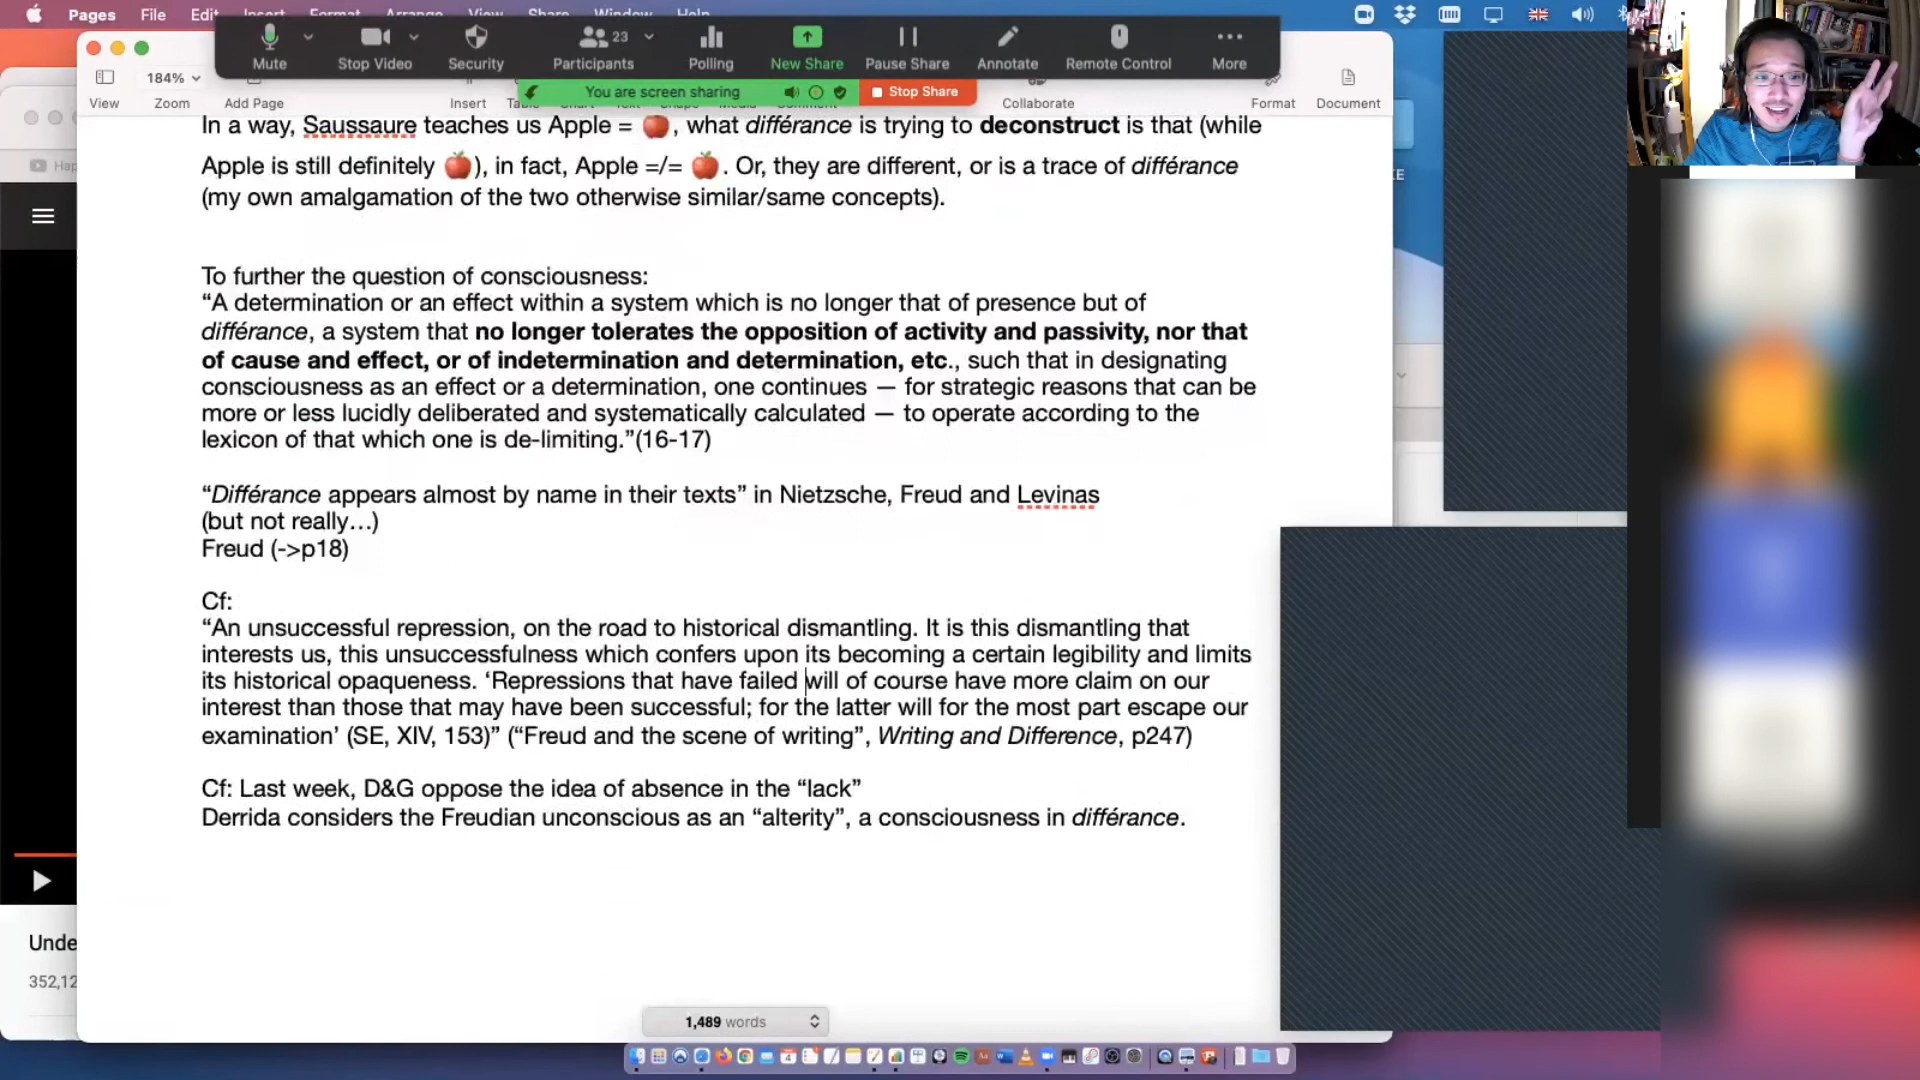 Pages File Edit Insert Format Arrange View Share Window Help
Mute Stop Video Security Participants 23 Polling New Share Pause Share Annotate Remote Control More
You are screen sharing Stop Share
184%
View Zoom Add Page Insert Collaborate Format Document
In a way, Saussaure teaches us Apple = 🍎, what différance is trying to deconstruct is that (while
Apple is still definitely 🍎), in fact, Apple =/= 🍎. Or, they are different, or is a trace of différance
(my own amalgamation of the two otherwise similar/same concepts).
To further the question of consciousness:
“A determination or an effect within a system which is no longer that of presence but of
différance, a system that no longer tolerates the opposition of activity and passivity, nor that
of cause and effect, or of indetermination and determination, etc., such that in designating
consciousness as an effect or a determination, one continues — for strategic reasons that can be
more or less lucidly deliberated and systematically calculated — to operate according to the
lexicon of that which one is de-limiting.”(16-17)
“Différance appears almost by name in their texts” in Nietzsche, Freud and Levinas
(but not really…)
Freud (->p18)
Cf:
“An unsuccessful repression, on the road to historical dismantling. It is this dismantling that
interests us, this unsuccessfulness which confers upon its becoming a certain legibility and limits
its historical opaqueness. ‘Repressions that have failed will of course have more claim on our
interest than those that may have been successful; for the latter will for the most part escape our
examination’ (SE, XIV, 153)” (“Freud and the scene of writing”, Writing and Difference, p247)
Cf: Last week, D&G oppose the idea of absence in the “lack”
Derrida considers the Freudian unconscious as an “alterity”, a consciousness in différance.
Hap
Unde
352,12
1,489 words